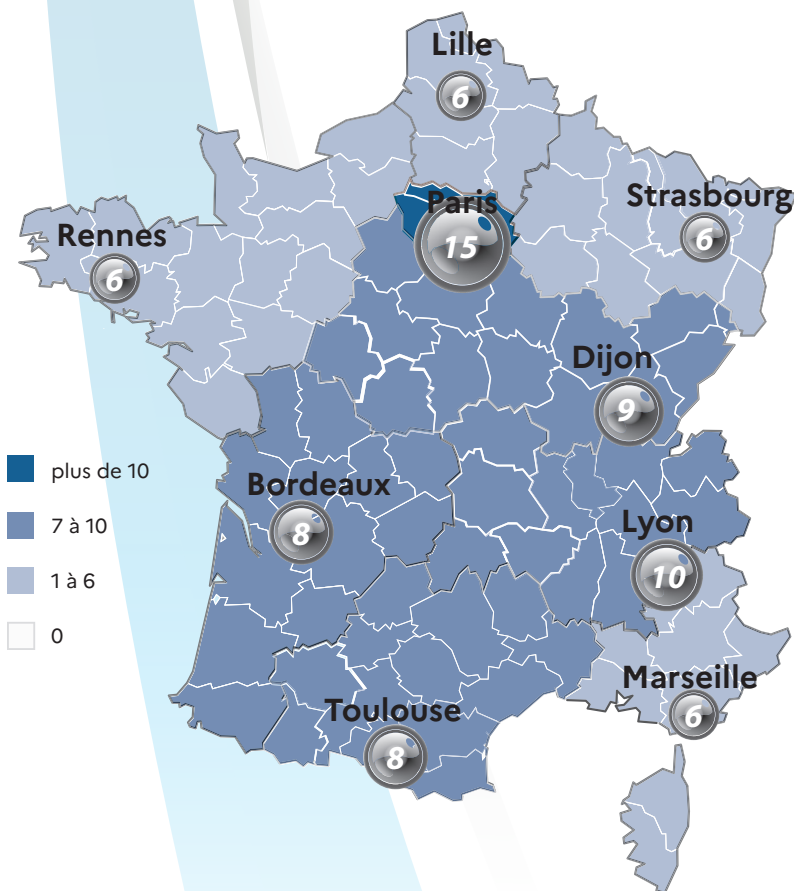 Lille
6
Strasbourg
6
Paris
15
Rennes
6
Dijon
9
plus de 10
7 à 10
1 à 6
0
Bordeaux
8
Lyon
10
Marseille
6
Toulouse
8